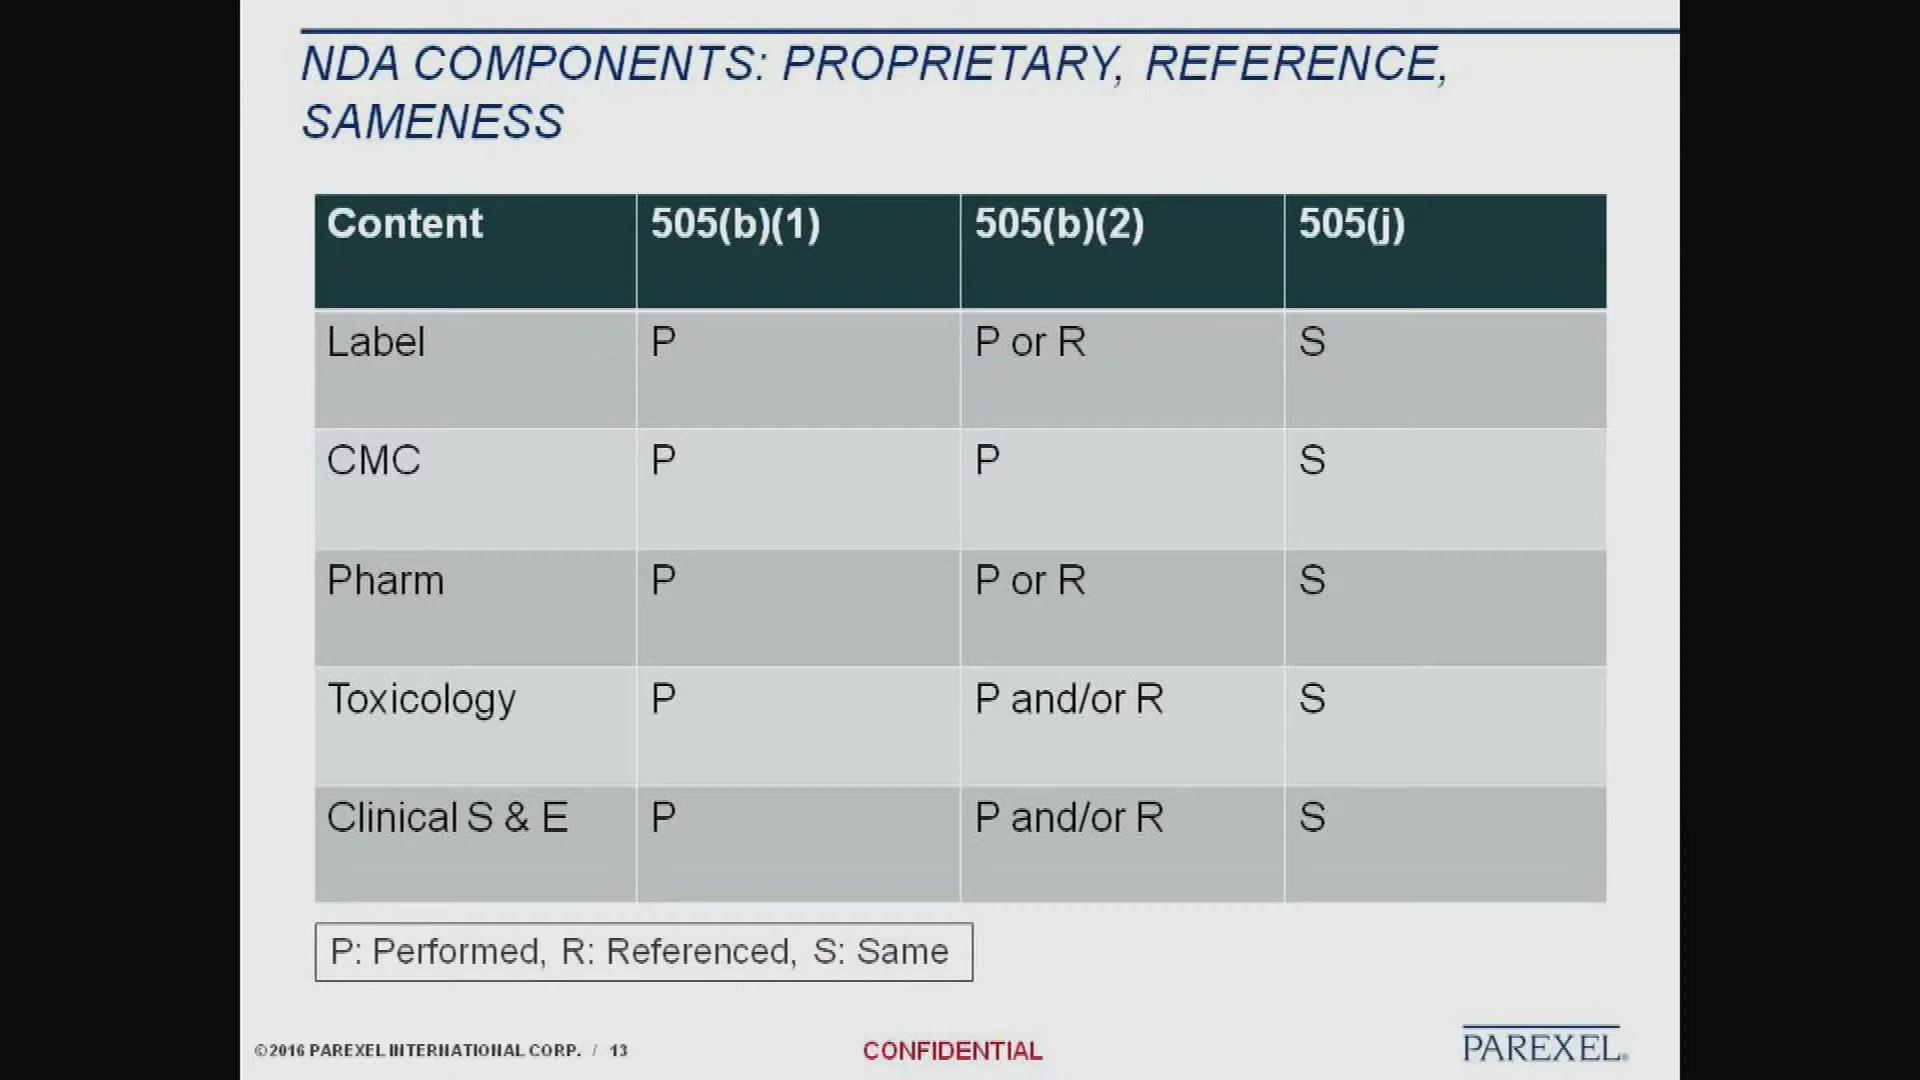 NDA COMPONENTS: PROPRIETARY, REFERENCE,
SAMENESS
Content 505(b)(1) 505(b)(2) 505(j)
Label P P or R S
CMC P P S
Pharm P P or R S
Toxicology P P and/or R S
Clinical S & E P P and/or R S
P: Performed, R: Referenced, S: Same
©2016 PAREXEL INTERNATIONAL CORP. / 13
CONFIDENTIAL
PAREXEL®